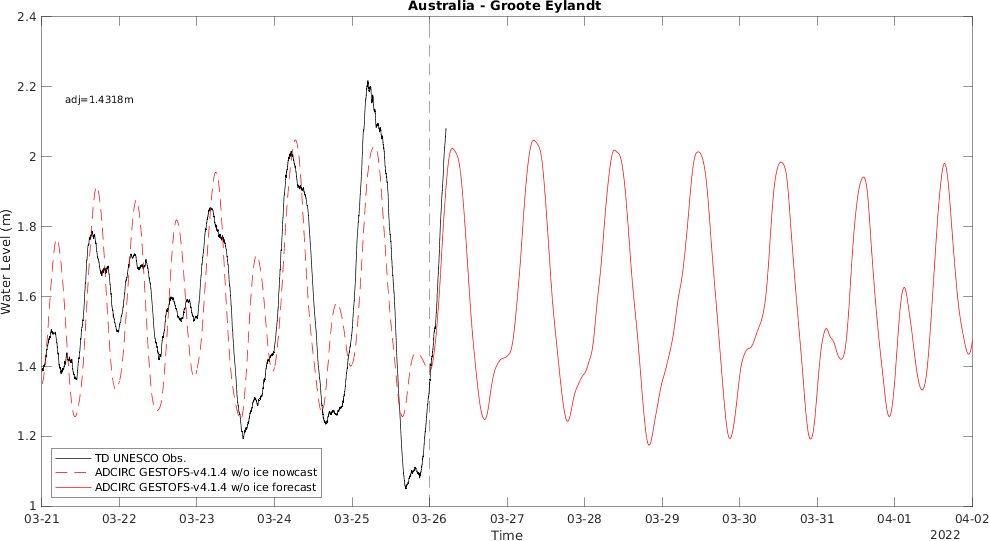 Australia - Groote Eylandt
2.4
2.2
2
1.8
1.6
1.4
1.2
1
Water Level (m)
adj=1.4318m
TD UNESCO Obs.
ADCIRC GESTOFS-v4.1.4 w/o ice nowcast
ADCIRC GESTOFS-v4.1.4 w/o ice forecast
03-21 03-22 03-23 03-24 03-25 03-26 03-27 03-28 03-29 03-30 03-31 04-01 04-02
Time
2022